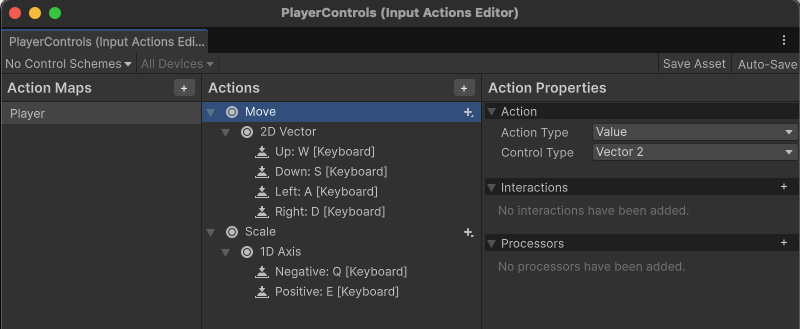 PlayerControls (Input Actions Editor)
PlayerControls (Input Actions Edi...
No Control Schemes All Devices Save Asset Auto-Save
Action Maps + Actions + Action Properties
Player
Move +
2D Vector
Up: W [Keyboard]
Down: S [Keyboard]
Left: A [Keyboard]
Right: D [Keyboard]
Scale +
1D Axis
Negative: Q [Keyboard]
Positive: E [Keyboard]
Action
Action Type Value
Control Type Vector 2
Interactions +
No interactions have been added.
Processors +
No processors have been added.